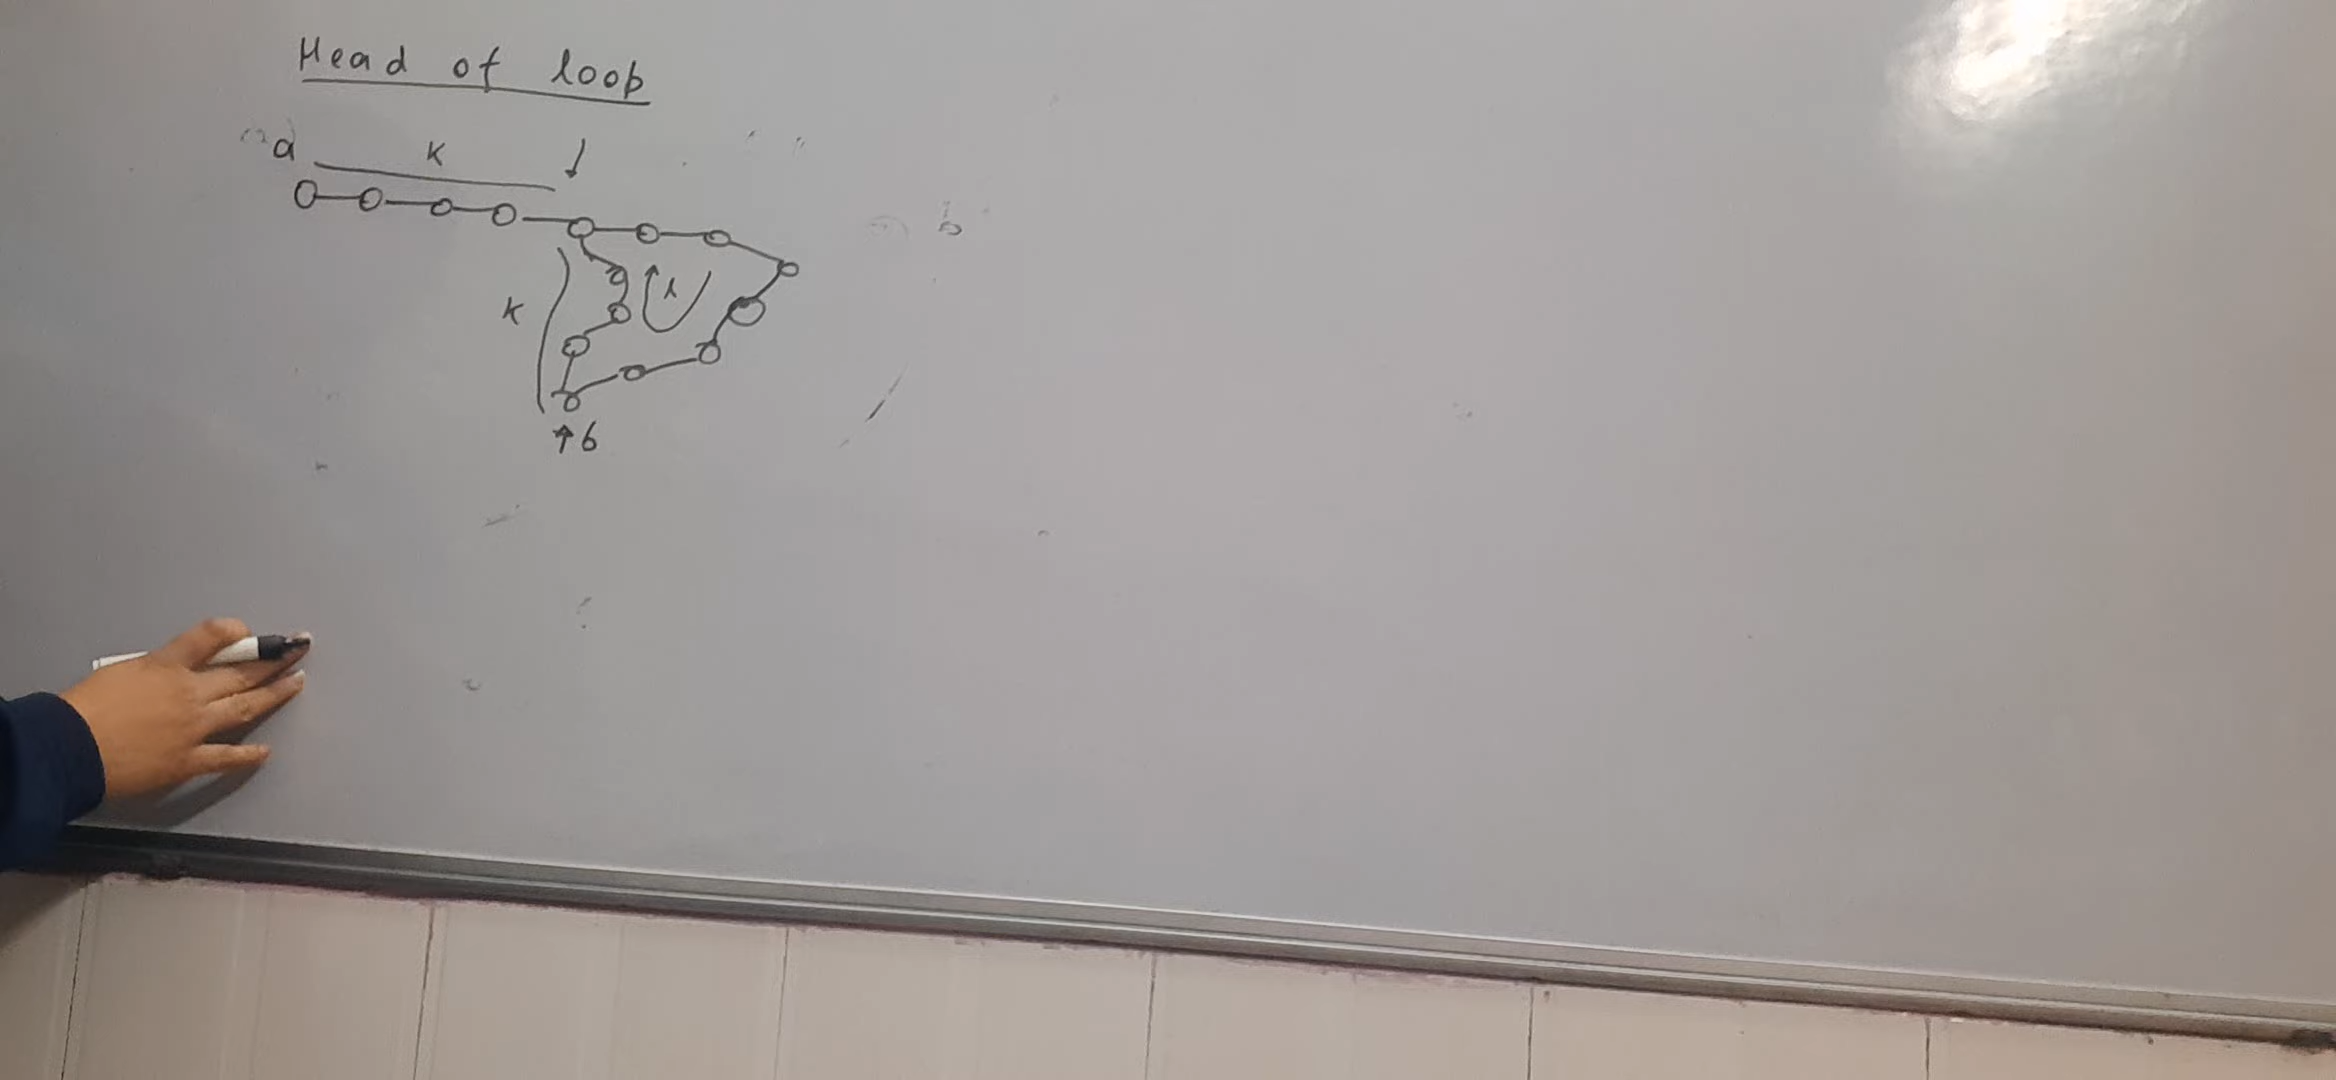 Head of loop
a K
K
↑b
b